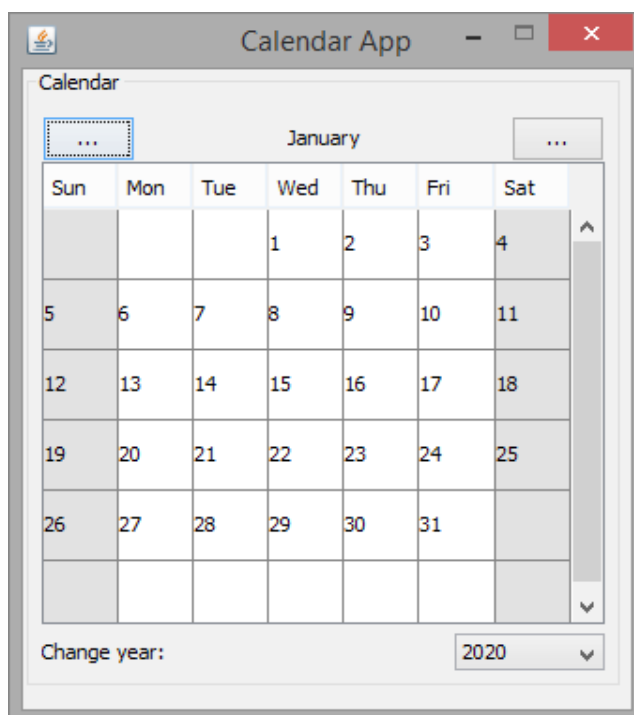 Calendar App
Calendar
... January ...
Sun Mon Tue Wed Thu Fri Sat
1 2 3 4
5 6 7 8 9 10 11
12 13 14 15 16 17 18
19 20 21 22 23 24 25
26 27 28 29 30 31
Change year: 2020